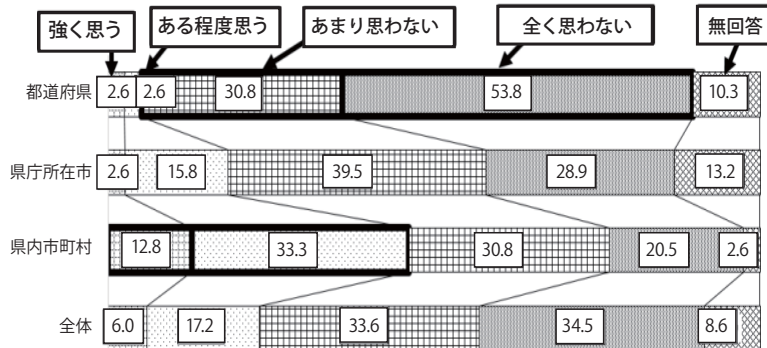 強く思う ある程度思う あまり思わない 全く思わない 無回答
都道府県 2.6 2.6 30.8 53.8 10.3
県庁所在市 2.6 15.8 39.5 28.9 13.2
県内市町村 12.8 33.3 30.8 20.5 2.6
全体 6.0 17.2 33.6 34.5 8.6